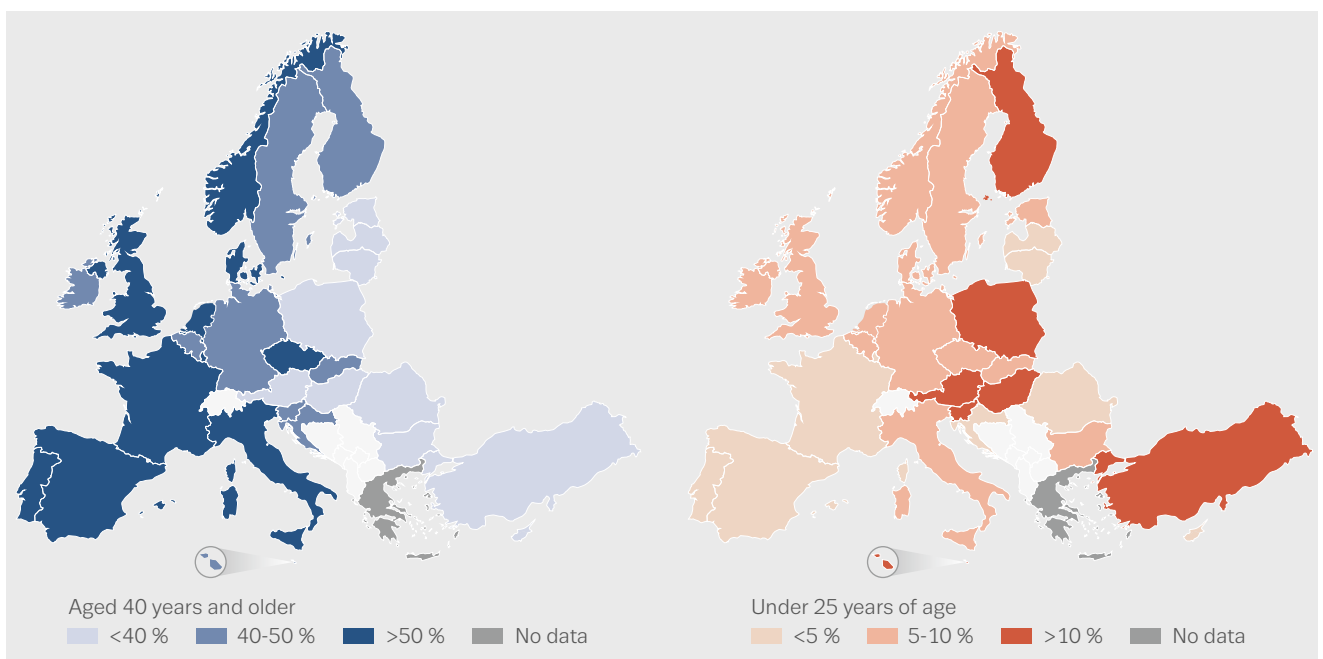 Aged 40 years and older
<40 %
40-50 %
>50 %
No data
Under 25 years of age
<5 %
5-10 %
>10 %
No data